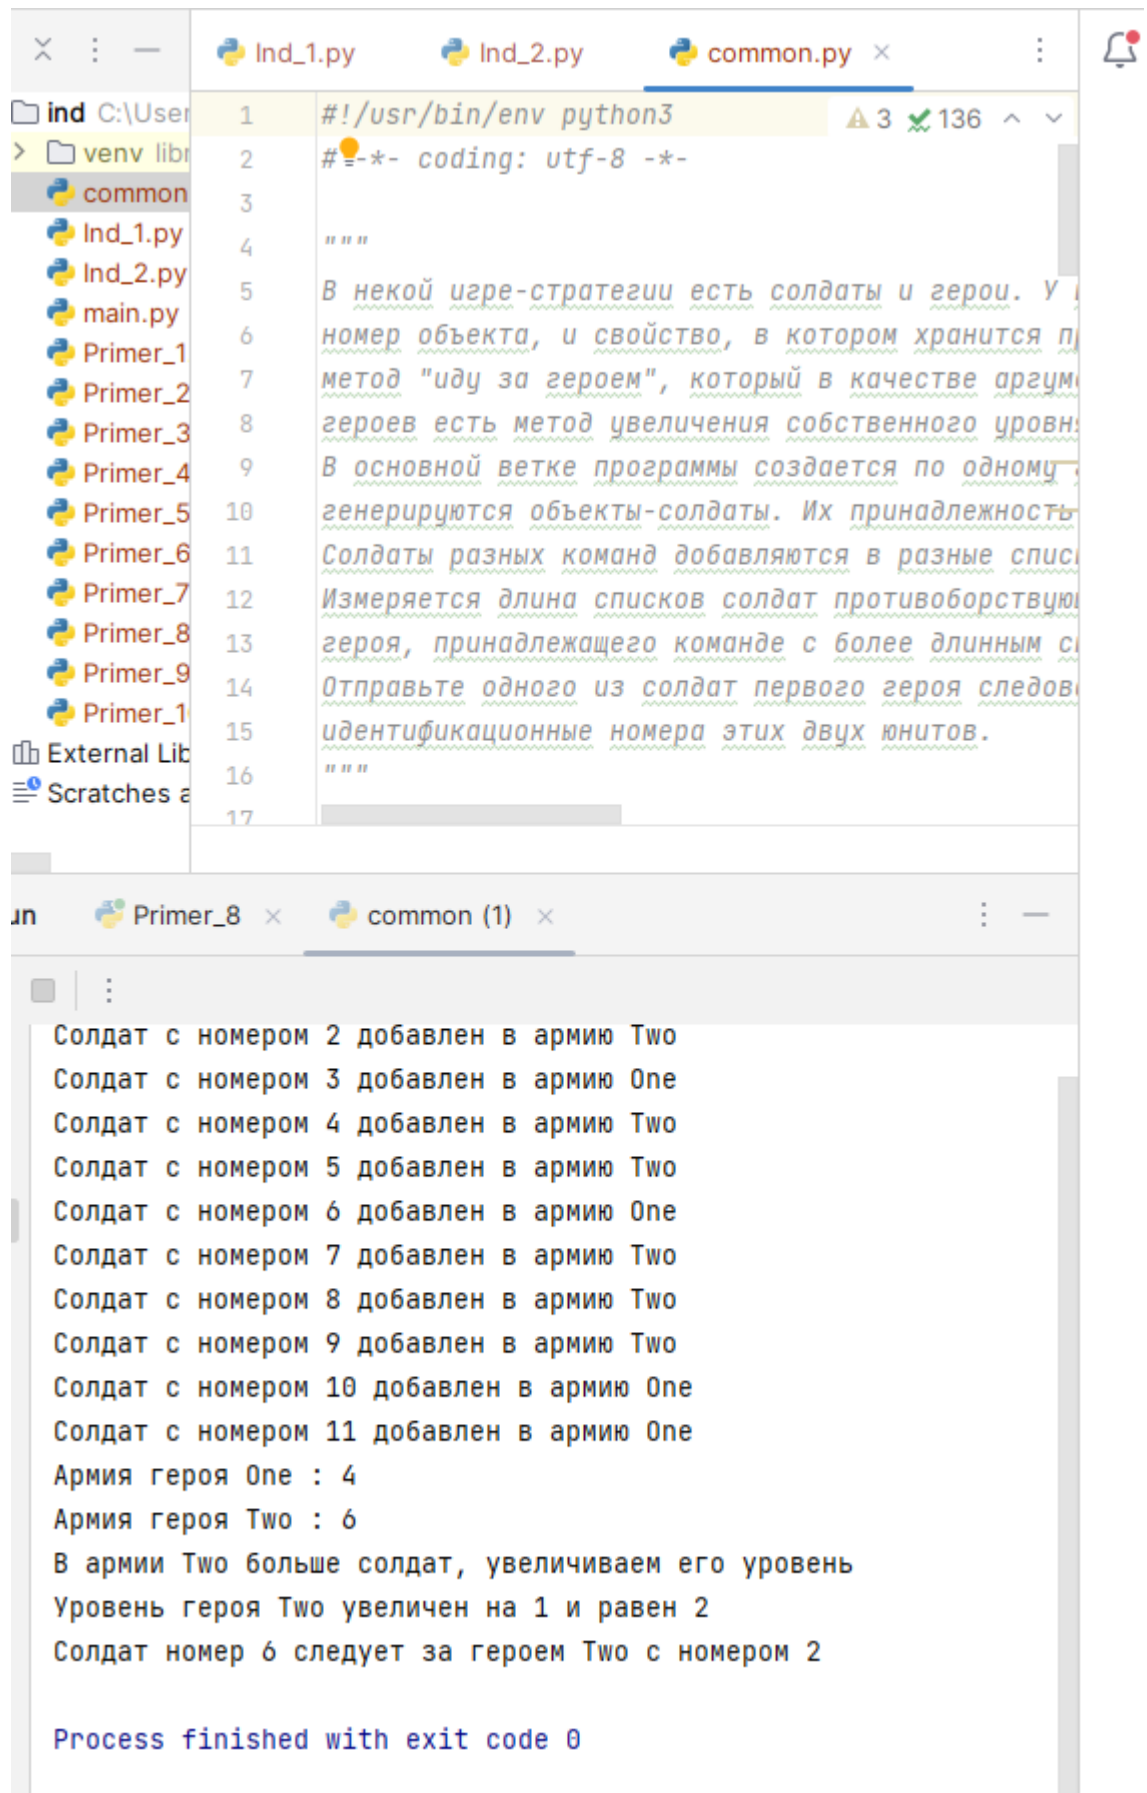 Ind_1.py Ind_2.py common.py
ind C:\User
venv libr
common
Ind_1.py
Ind_2.py
main.py
Primer_1
Primer_2
Primer_3
Primer_4
Primer_5
Primer_6
Primer_7
Primer_8
Primer_9
Primer_1
External Lib
Scratches a
3 136
1 #!/usr/bin/env python3
2 # -*- coding: utf-8 -*-
3
4 """
5 В некой игре-стратегии есть солдаты и герои. У
6 номер объекта, и свойство, в котором хранится
7 метод "иду за героем", который в качестве аргум
8 героев есть метод увеличения собственного уровн
9 В основной ветке программы создается по одному
10 генерируются объекты-солдаты. Их принадлежность
11 Солдаты разных команд добавляются в разные спис
12 Измеряется длина списков солдат противоборствую
13 героя, принадлежащего команде с более длинным
14 Отправьте одного из солдат первого героя следов
15 идентификационные номера этих двух юнитов.
16 """
17
un Primer_8 common (1)
Солдат с номером 2 добавлен в армию Two
Солдат с номером 3 добавлен в армию One
Солдат с номером 4 добавлен в армию Two
Солдат с номером 5 добавлен в армию Two
Солдат с номером 6 добавлен в армию One
Солдат с номером 7 добавлен в армию Two
Солдат с номером 8 добавлен в армию Two
Солдат с номером 9 добавлен в армию Two
Солдат с номером 10 добавлен в армию One
Солдат с номером 11 добавлен в армию One
Армия героя One : 4
Армия героя Two : 6
В армии Two больше солдат, увеличиваем его уровень
Уровень героя Two увеличен на 1 и равен 2
Солдат номер 6 следует за героем Two с номером 2
Process finished with exit code 0